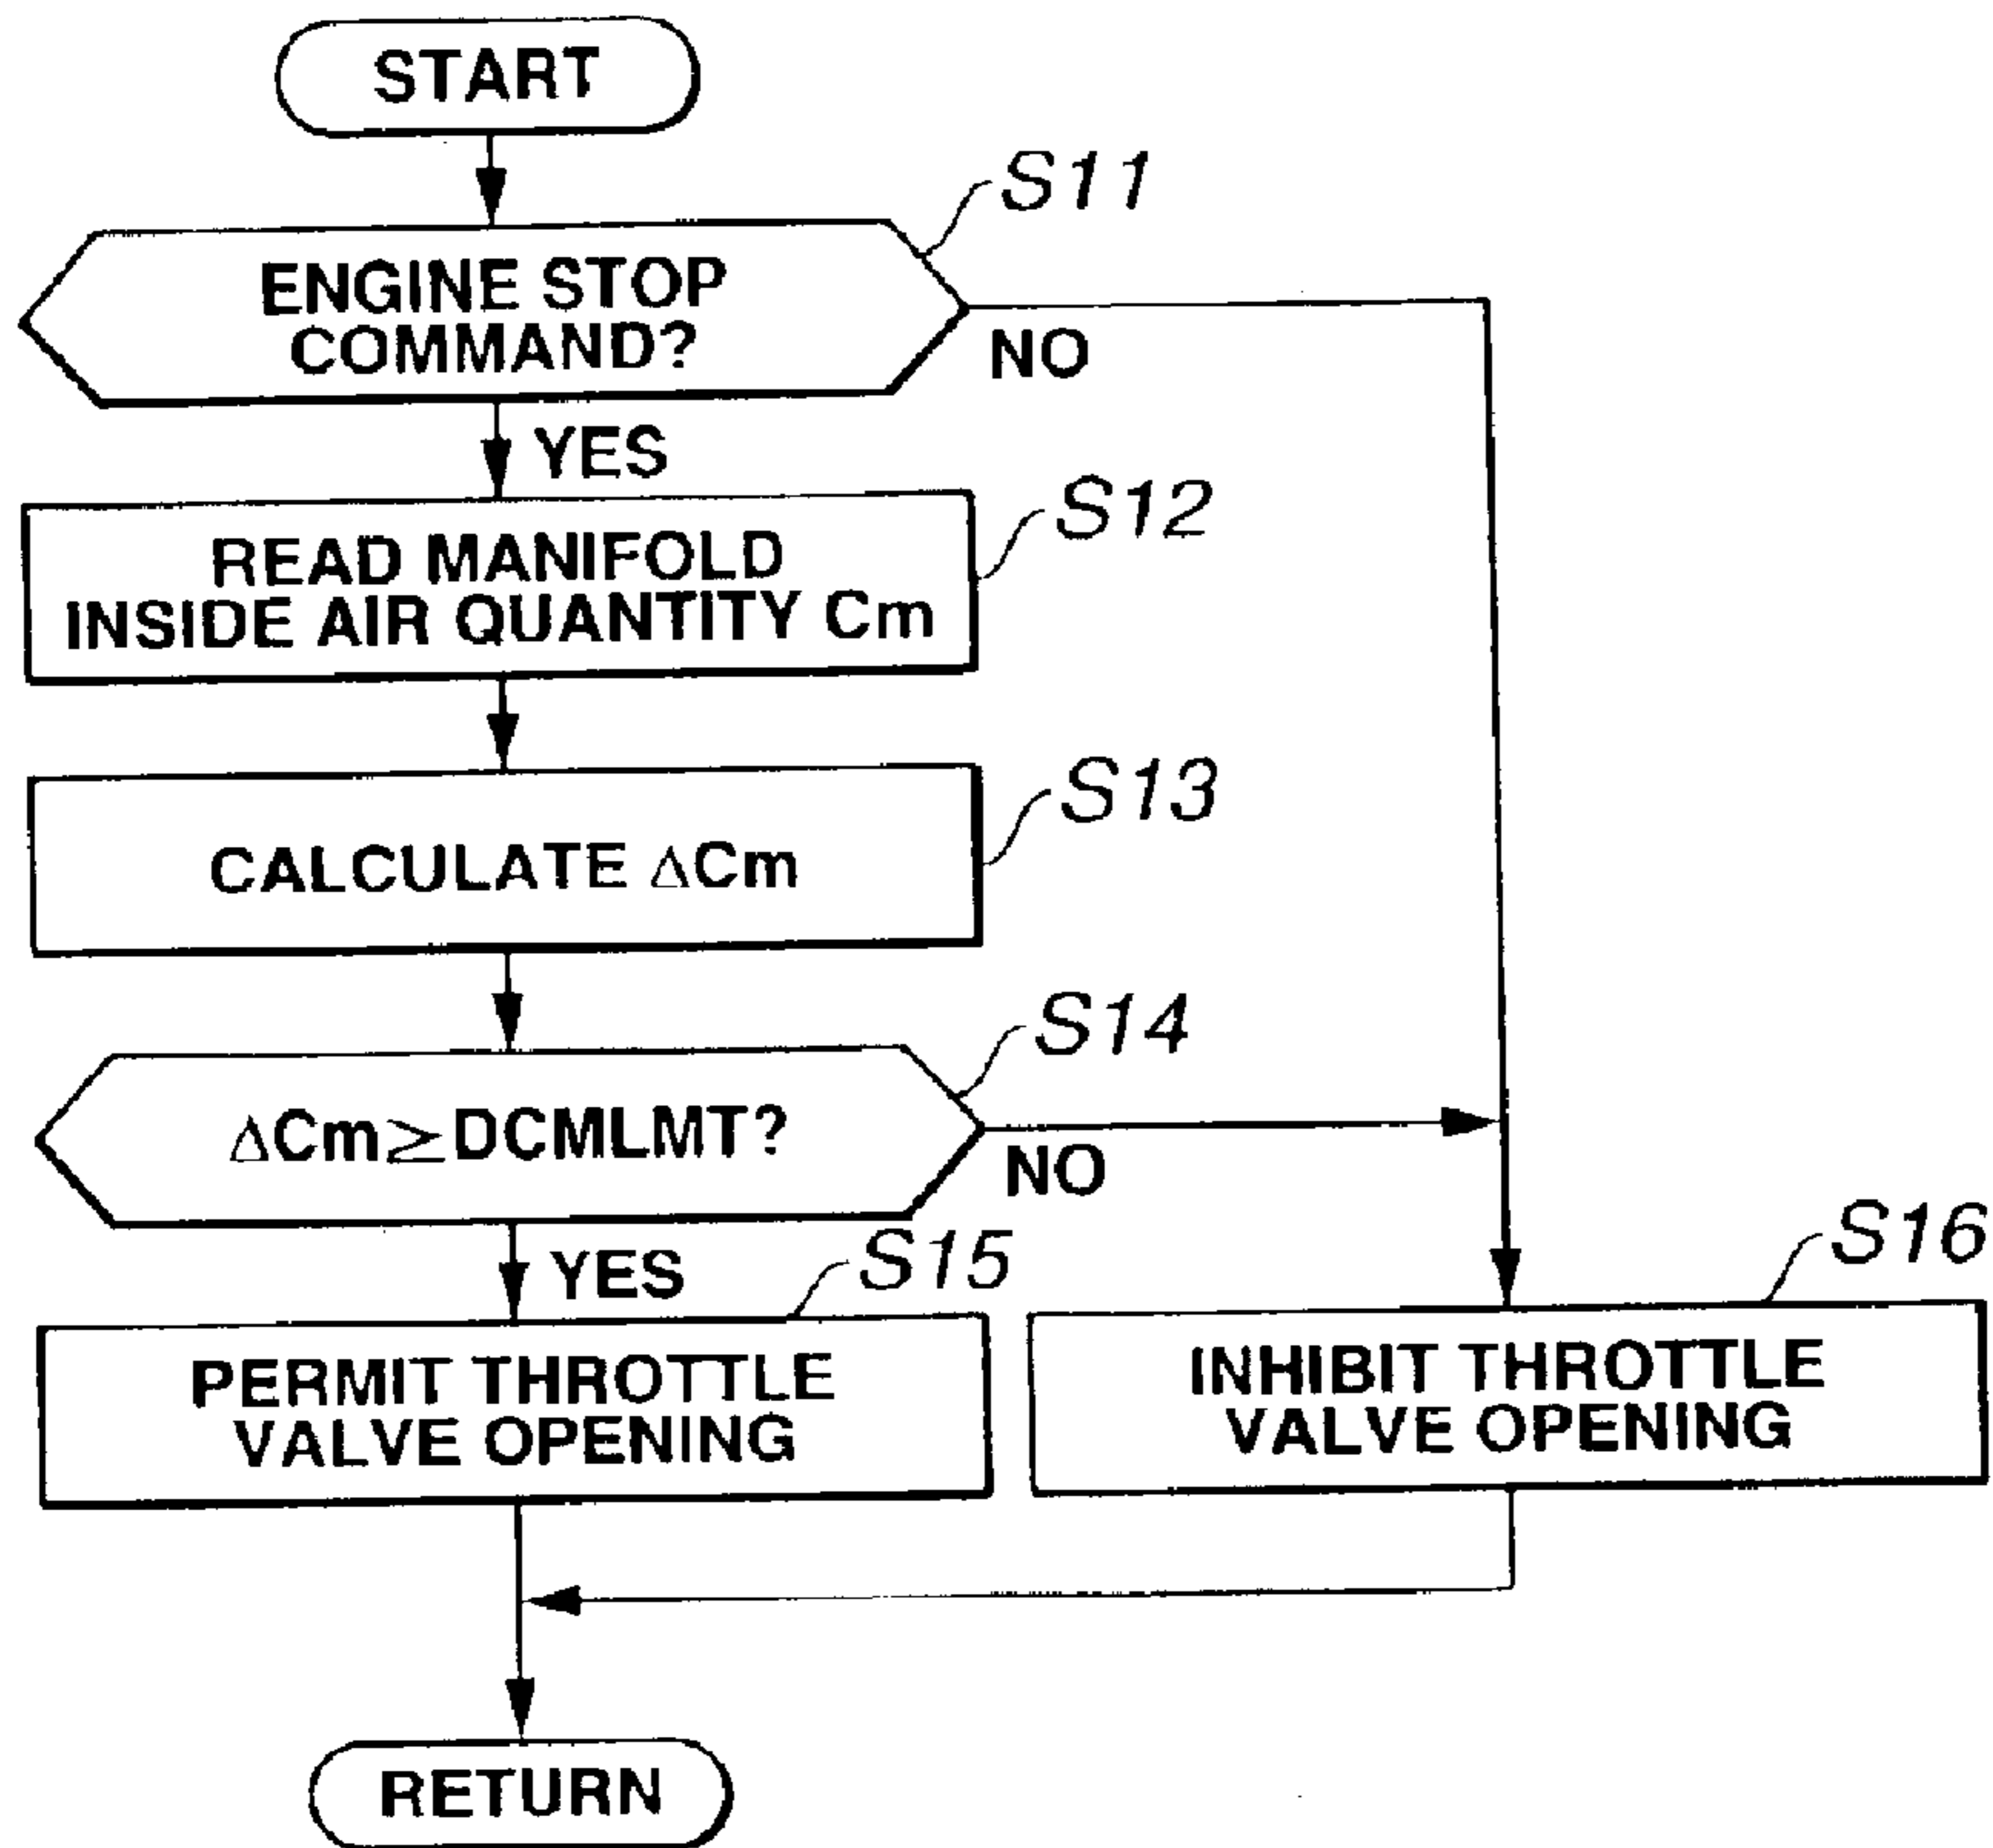 START
S11
ENGINE STOP
COMMAND?
NO
YES
S12
READ MANIFOLD
INSIDE AIR QUANTITY Cm
S13
CALCULATE ΔCm
S14
ΔCm≥DCMLMT?
NO
YES
S15
S16
PERMIT THROTTLE
VALVE OPENING
INHIBIT THROTTLE
VALVE OPENING
RETURN